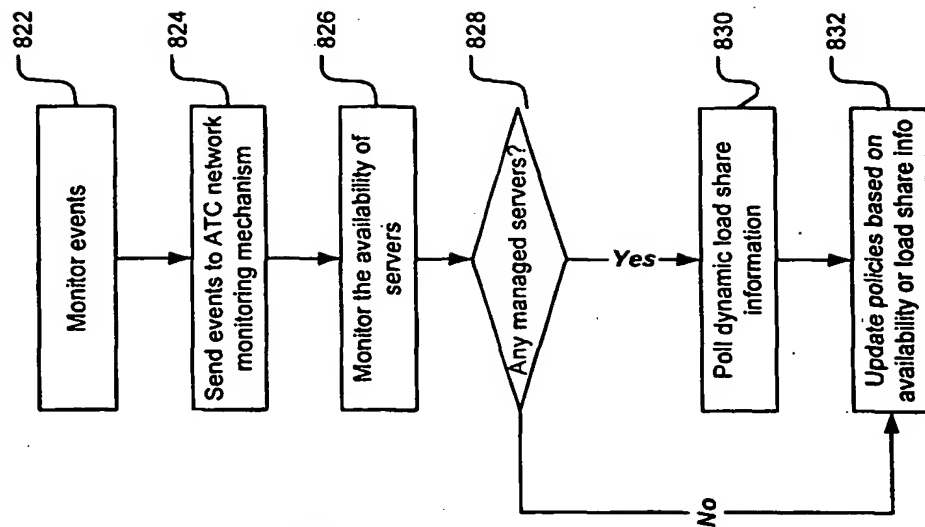 822
Monitor events
824
Send events to ATC network
monitoring mechanism
826
Monitor the availability of
servers
828
Any managed servers?
Yes
830
Poll dynamic load share
information
No
832
Update policies based on
availability or load share info